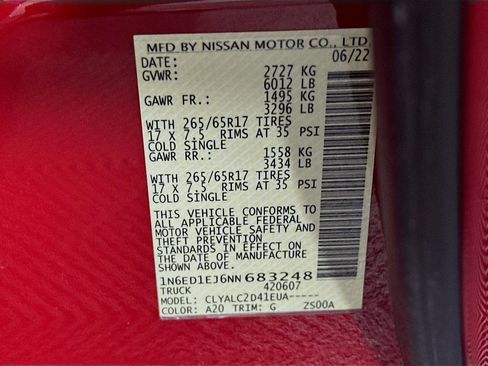 MFD BY NISSAN MOTOR CO., LTD
DATE: 06/22
GVWR: 2727 KG
6012 LB
GAWR FR.: 1495 KG
3296 LB
WITH 265/65R17 TIRES
17 X 7.5 RIMS AT 35 PSI
COLD SINGLE
GAWR RR.: 1558 KG
3434 LB
WITH 265/65R17 TIRES
17 X 7.5 RIMS AT 35 PSI
COLD SINGLE
THIS VEHICLE CONFORMS TO
ALL APPLICABLE FEDERAL
MOTOR VEHICLE SAFETY AND
THEFT PREVENTION
STANDARDS IN EFFECT ON
THE DATE OF MANUFACTURE
SHOWN ABOVE.
1N6ED1EJ6NN 683248
TRUCK 420607
MODEL: CLYALC2D41EUA-----
COLOR: A20 TRIM: G ZS00A